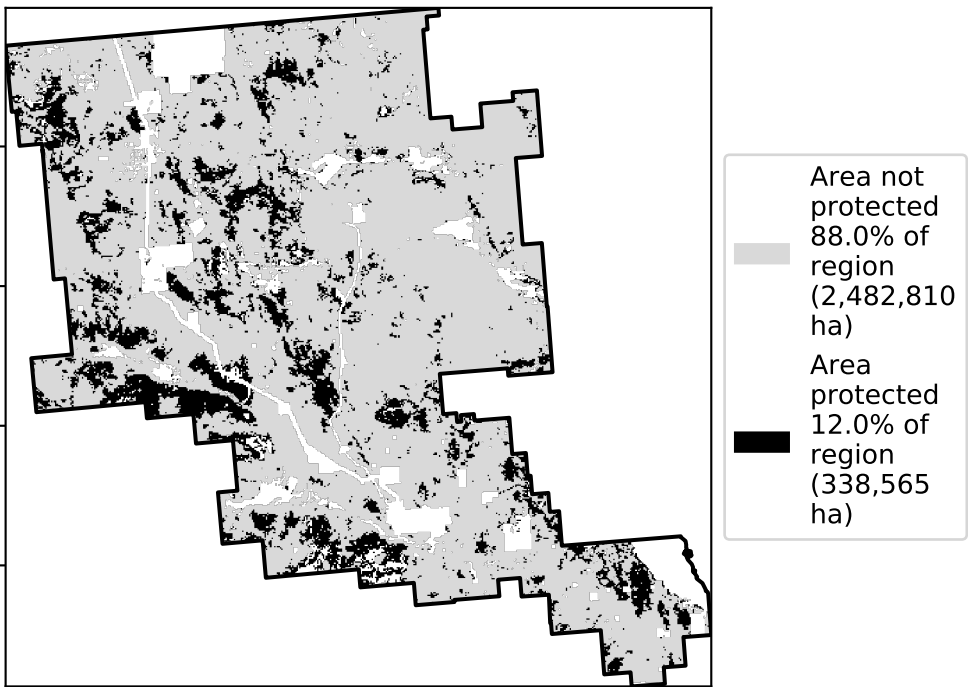 Area not
protected
88.0% of
region
(2,482,810
ha)
Area
protected
12.0% of
region
(338,565
ha)